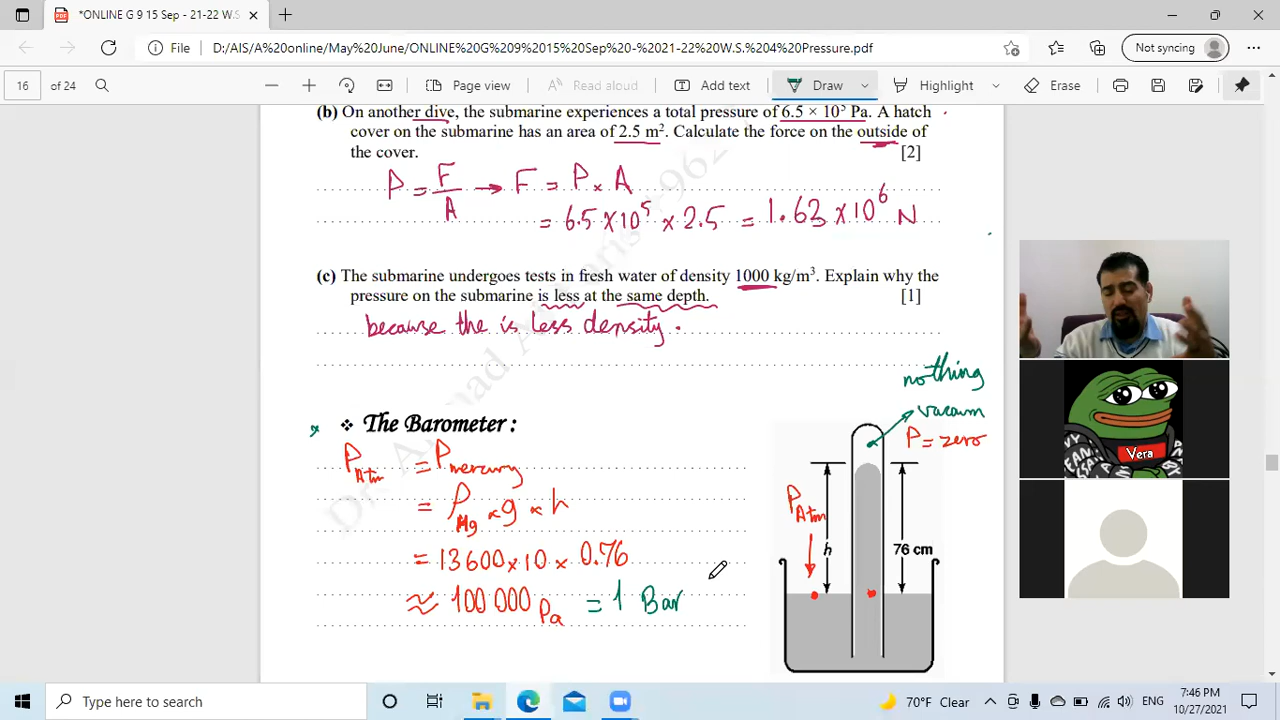 *ONLINE G 9 15 Sep - 21-22 W.S.
File D:/AIS/A%20online/May%20June/ONLINE%20G%209%2015%20Sep%20-%2021-22%20W.S.%204%20Pressure.pdf
Not syncing
16 of 24
Page view
Read aloud
Add text
Draw
Highlight
Erase
(b) On another dive, the submarine experiences a total pressure of 6.5 × 10⁵ Pa. A hatch
cover on the submarine has an area of 2.5 m². Calculate the force on the outside of
the cover. [2]
P = F/A → F = P × A
= 6.5 × 10⁵ × 2.5 = 1.63 × 10⁶ N
(c) The submarine undergoes tests in fresh water of density 1000 kg/m³. Explain why the
pressure on the submarine is less at the same depth. [1]
because the is less density.
nothing
vacum
P = zero
❖ The Barometer :
P Atm = P mercury
= ρ Hg × g × h
= 13600 × 10 × 0.76
≈ 100 000 Pa = 1 Bar
P Atm
h
76 cm
Vera
Type here to search
70°F Clear
ENG
7:46 PM
10/27/2021